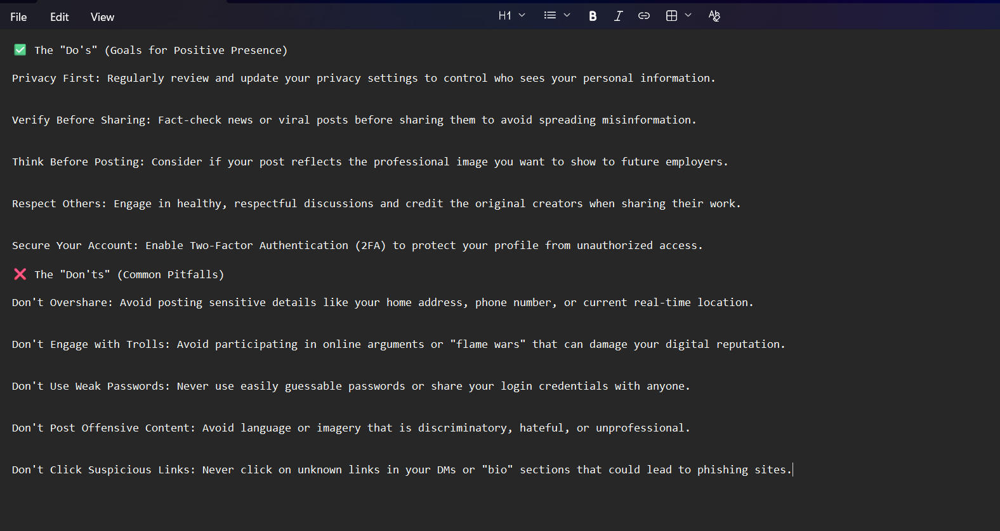 File Edit View H1 B I A
✅ The "Do's" (Goals for Positive Presence)
Privacy First: Regularly review and update your privacy settings to control who sees your personal information.
Verify Before Sharing: Fact-check news or viral posts before sharing them to avoid spreading misinformation.
Think Before Posting: Consider if your post reflects the professional image you want to show to future employers.
Respect Others: Engage in healthy, respectful discussions and credit the original creators when sharing their work.
Secure Your Account: Enable Two-Factor Authentication (2FA) to protect your profile from unauthorized access.
❌ The "Don'ts" (Common Pitfalls)
Don't Overshare: Avoid posting sensitive details like your home address, phone number, or current real-time location.
Don't Engage with Trolls: Avoid participating in online arguments or "flame wars" that can damage your digital reputation.
Don't Use Weak Passwords: Never use easily guessable passwords or share your login credentials with anyone.
Don't Post Offensive Content: Avoid language or imagery that is discriminatory, hateful, or unprofessional.
Don't Click Suspicious Links: Never click on unknown links in your DMs or "bio" sections that could lead to phishing sites.